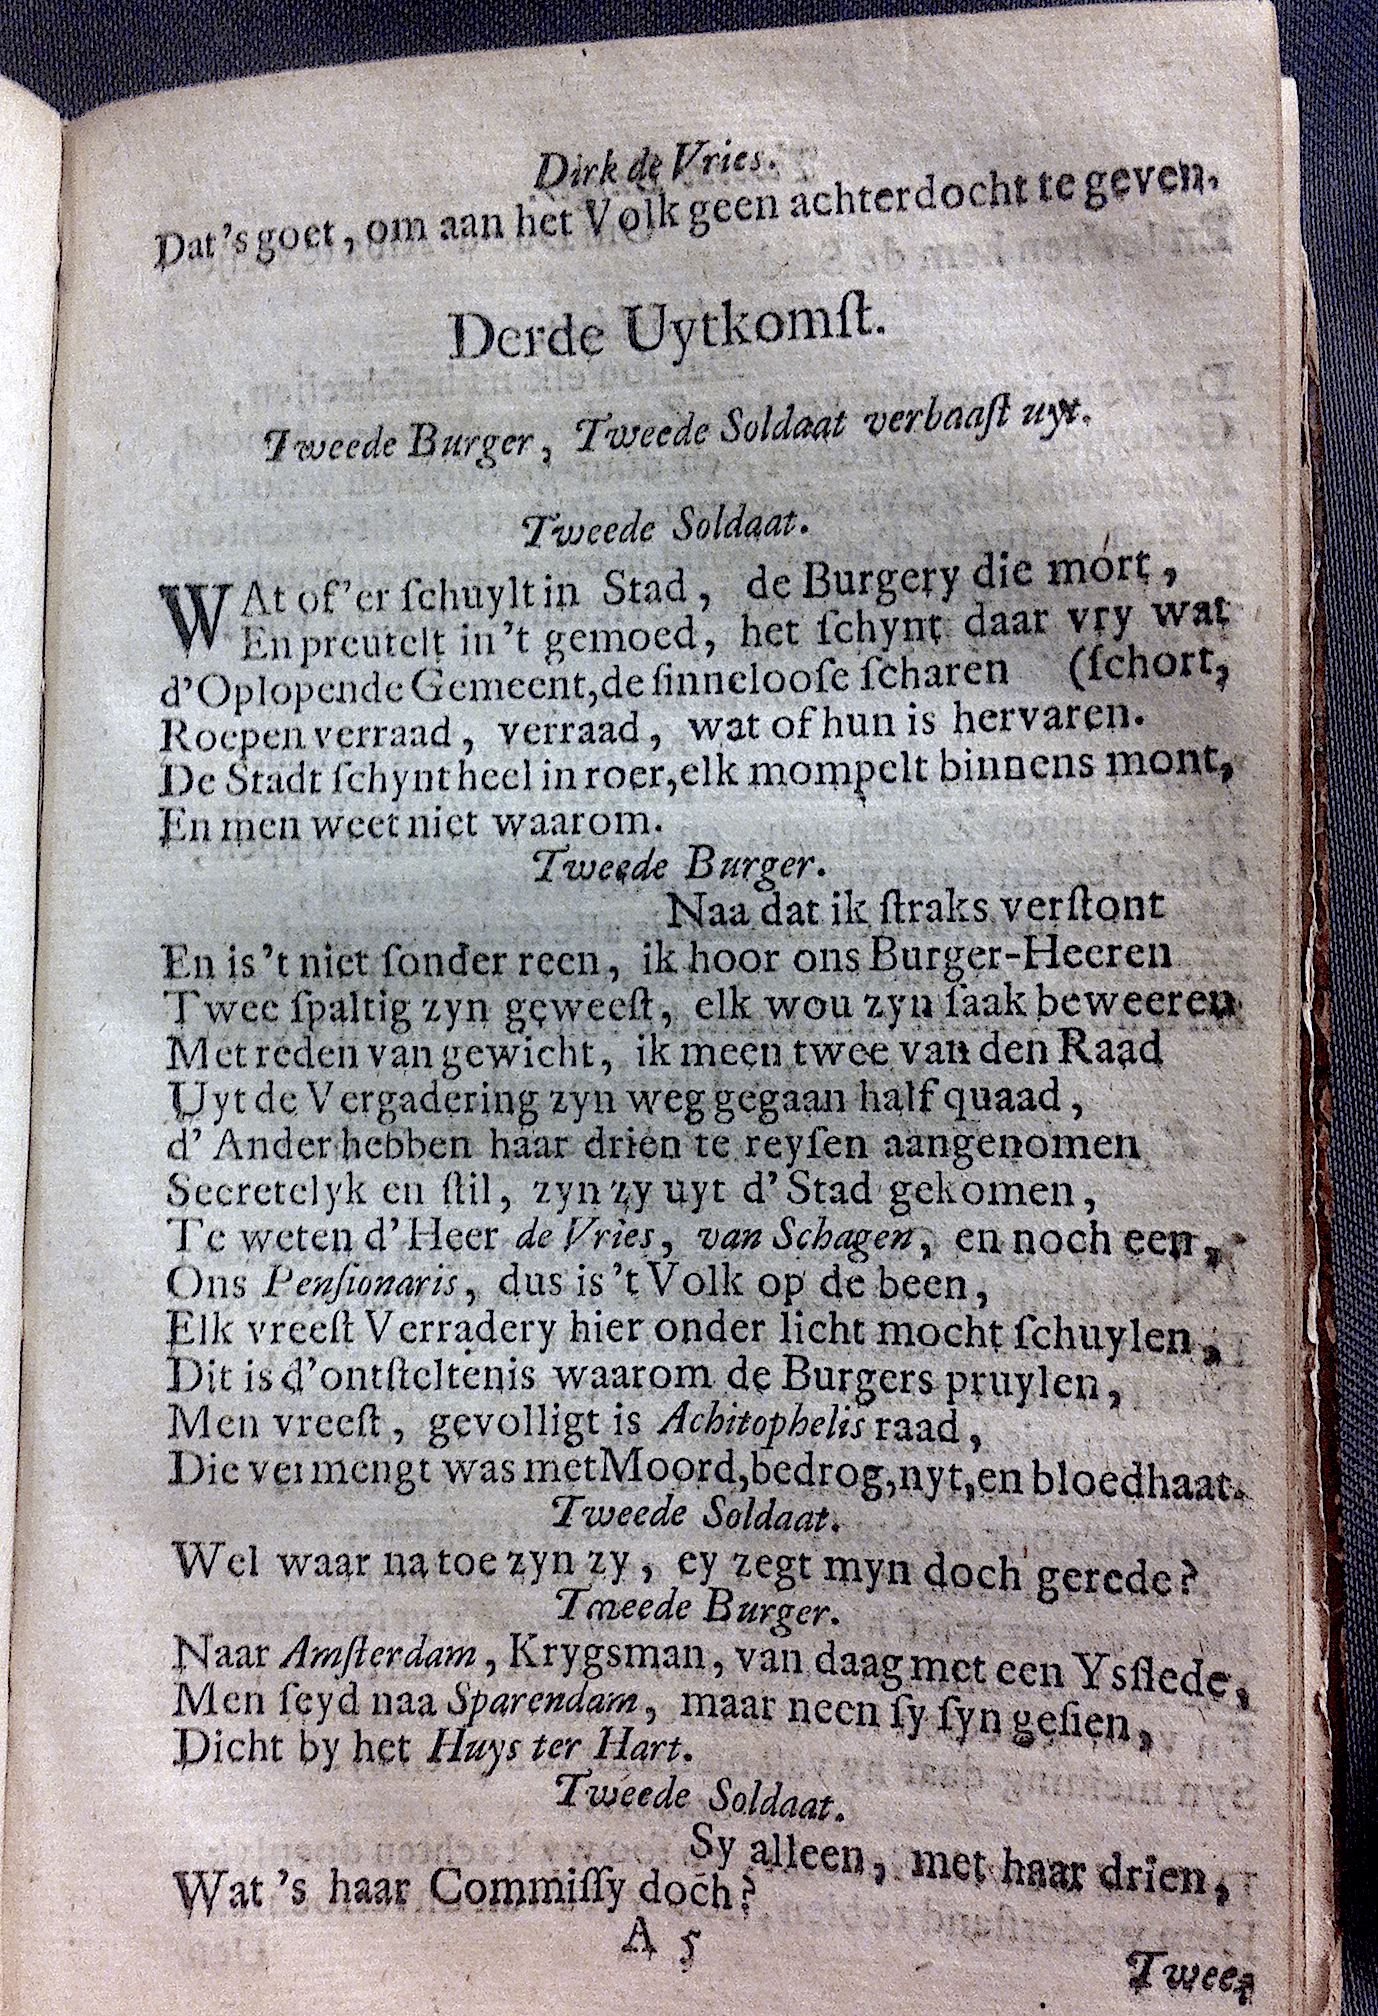 Dirk de Vries.
Dat 's goet, om aan het Volk geen achterdocht te geven.
Derde Uytkomſt.
Tweede Burger, Tweede Soldaat verbaaſt uyt.
Tweede Soldaat.
WAt of 'er ſchuylt in Stad, de Burgery die mort,
En preutelt in 't gemoed, het ſchynt daar vry wat
d'Oplopende Gemeent, de ſinnelooſe ſcharen (ſchort,
Roepen verraad, verraad, wat of hun is hervaren.
De Stadt ſchynt heel in roer, elk mompelt binnens mont,
En men weet niet waarom.
Tweede Burger.
Naa dat ik ſtraks verſtont
En is 't niet ſonder reen, ik hoor ons Burger-Heeren
Twee ſpaltig zyn geweeſt, elk wou zyn ſaak beweeren
Met reden van gewicht, ik meen twee van den Raad
Uyt de Vergadering zyn weg gegaan half quaad,
d' Ander hebben haar drien te reyſen aangenomen
Secretelyk en ſtil, zyn zy uyt d' Stad gekomen,
Te weten d' Heer de Vries, van Schagen, en noch een,
Ons Penſionaris, dus is 't Volk op de been,
Elk vreeſt Verradery hier onder licht mocht ſchuylen,
Dit is d'ontſteltenis waarom de Burgers pruylen,
Men vreeſt, gevolligt is Achitophelis raad,
Die vermengt was met Moord, bedrog, nyt, en bloedhaat.
Tweede Soldaat.
Wel waar na toe zyn zy, ey zegt myn doch gerede?
Tweede Burger.
Naar Amſterdam, Krygsman, van daag met een Ysſlede,
Men ſeyd naa Sparendam, maar neen ſy ſyn geſien,
Dicht by het Huys ter Hart.
Tweede Soldaat.
Sy alleen, met haar drien,
Wat 's haar Commiſſy doch?
A 5
Twee-